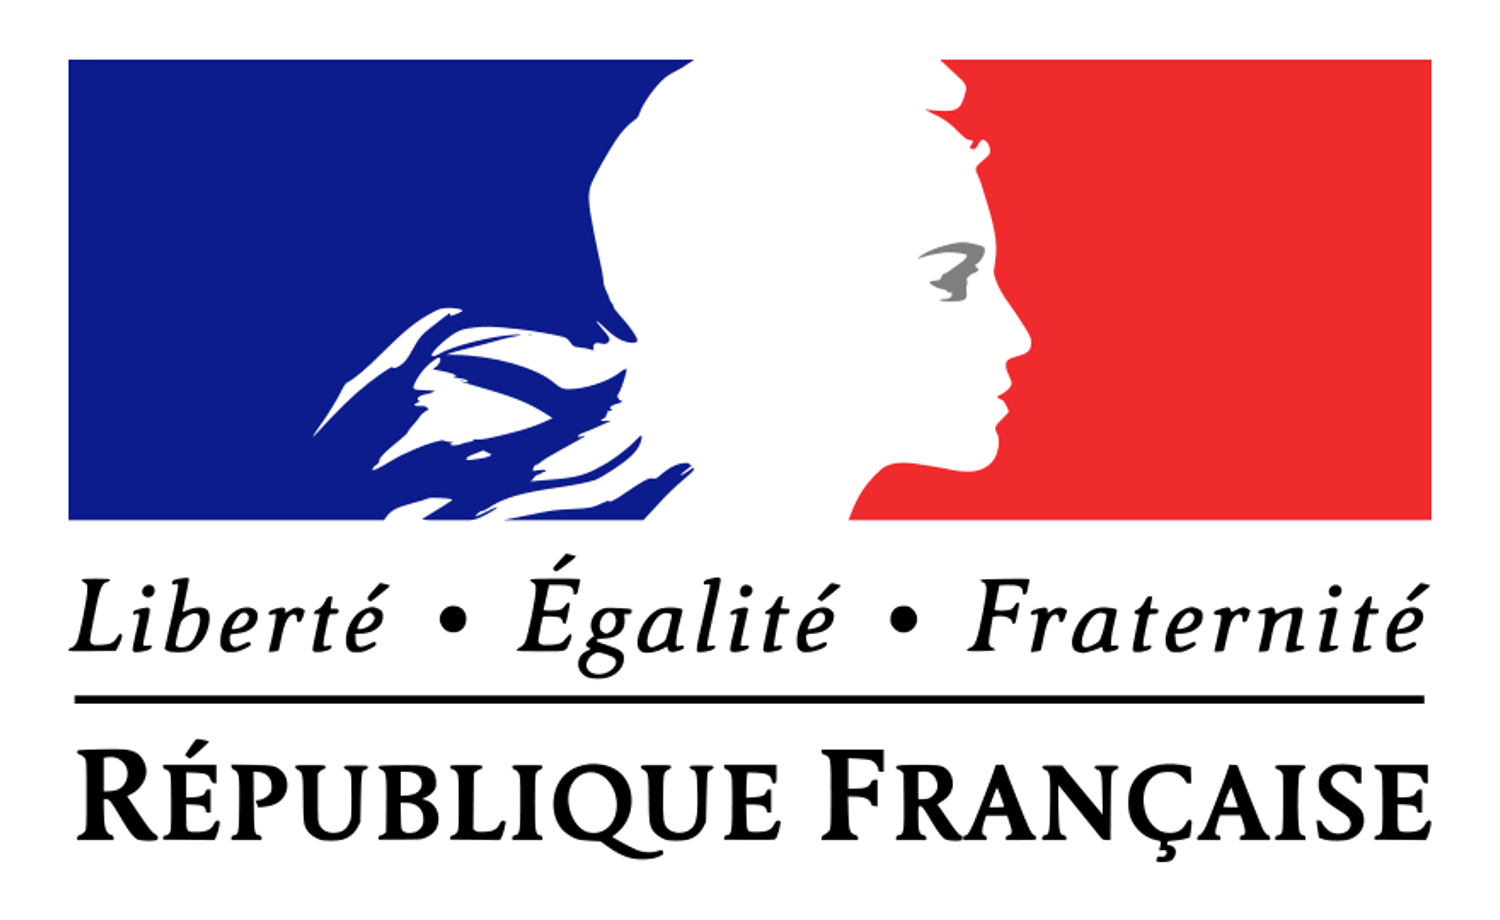 Liberté • Égalité • Fraternité
RÉPUBLIQUE FRANÇAISE